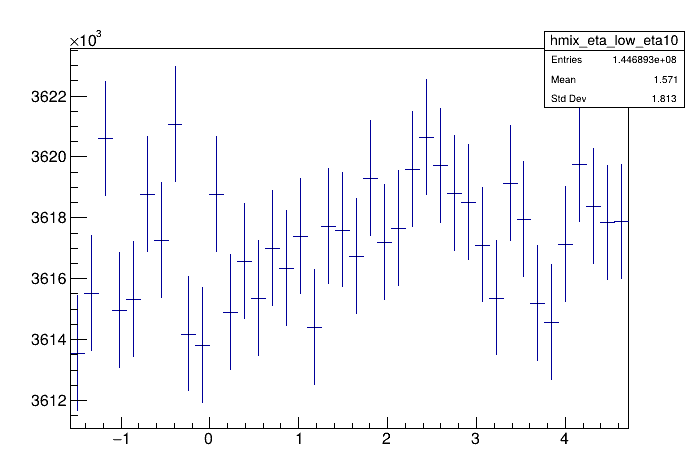 ×10³
hmix_eta_low_eta10
Entries 1.446893e+08
Mean 1.571
Std Dev 1.813
3622
3620
3618
3616
3614
3612
−1 0 1 2 3 4